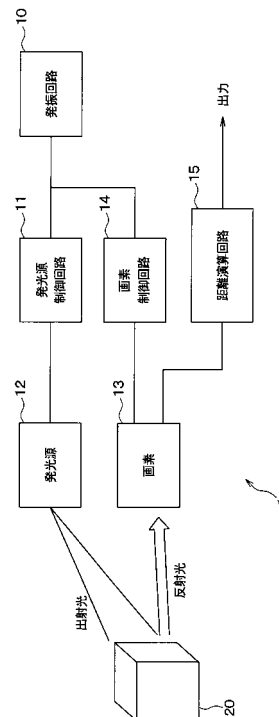 10
発振回路
11
発光源
制御回路
14
画素
制御回路
15
距離演算回路
出力
12
発光源
13
画素
出射光
反射光
20